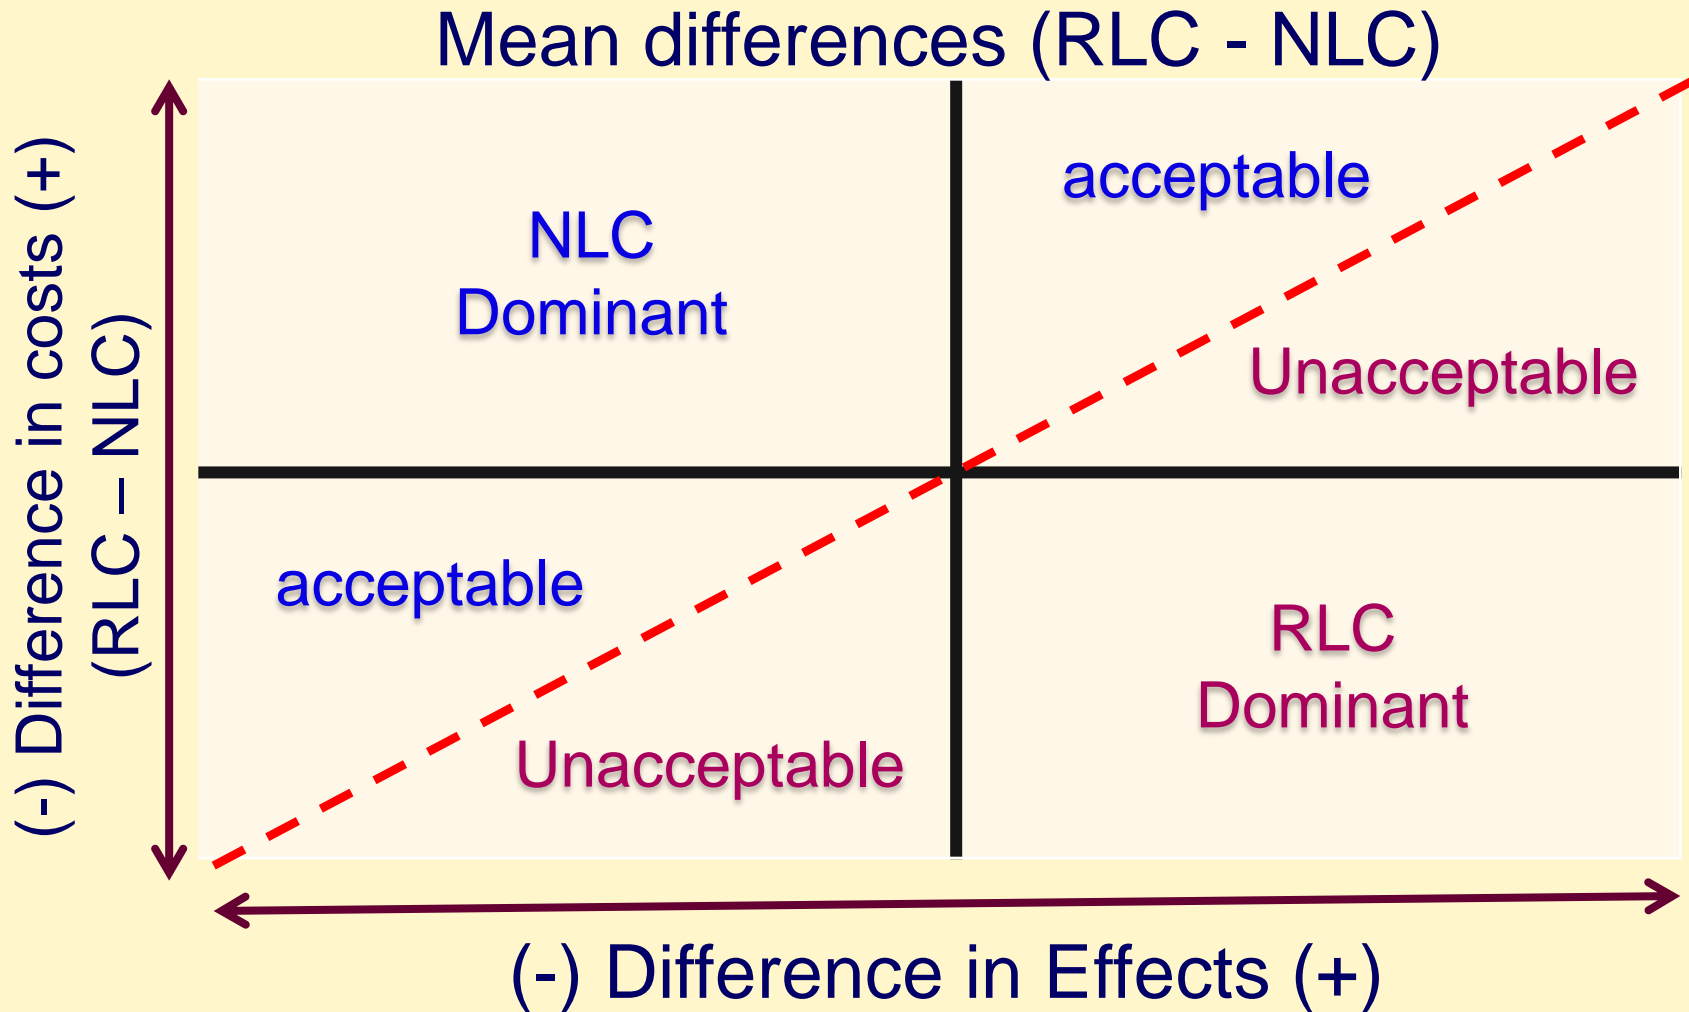 Mean differences (RLC - NLC)
(-) Difference in costs (+)
(RLC – NLC)
NLC
Dominant
acceptable
Unacceptable
acceptable
Unacceptable
RLC
Dominant
(-) Difference in Effects (+)